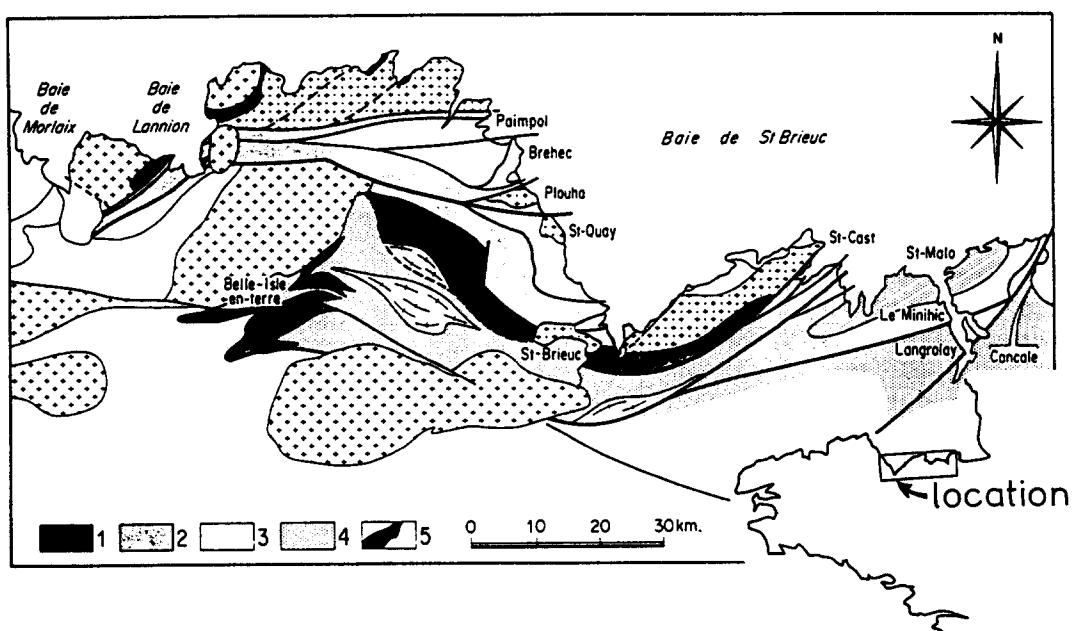 N
Baie
de
Morlaix
Baie
de
Lannion
Paimpol
Baie de St Brieuc
Brehec
Plouha
St-Quay
St-Cast
St-Malo
Belle-Isle
en-terre
Le Minihic
St-Brieuc
Langrolay
Cancale
location
1 2 3 4 5
0 10 20 30km.